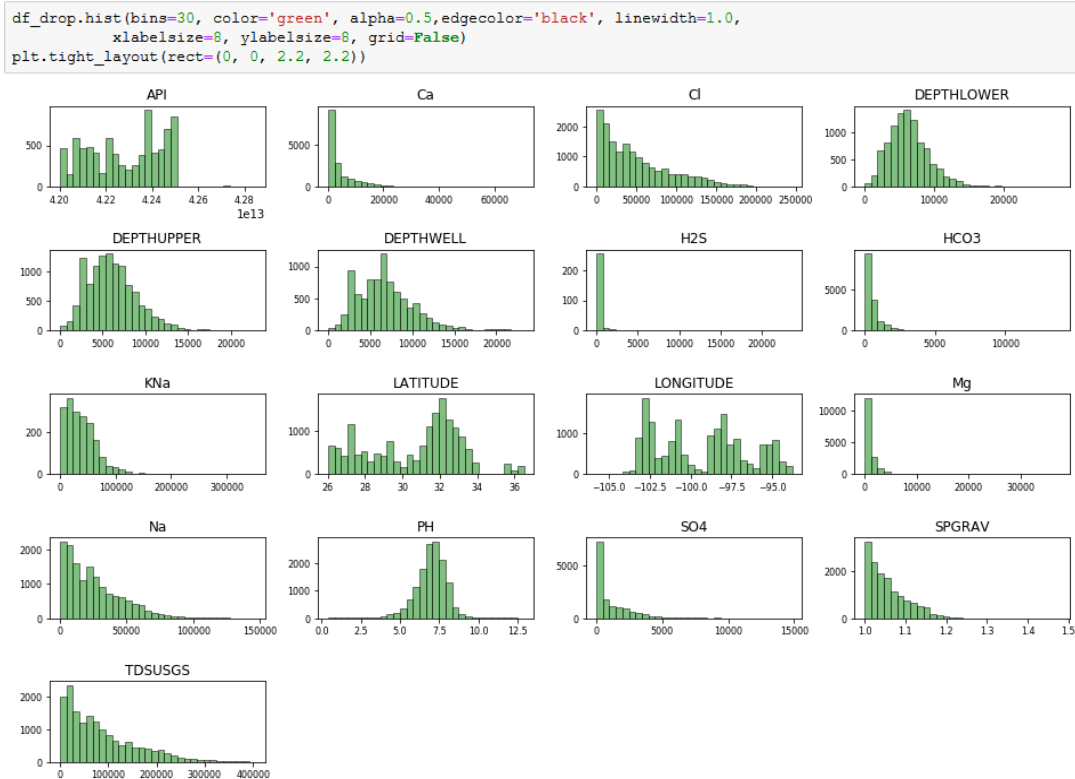 df_drop.hist(bins=30, color='green', alpha=0.5,edgecolor='black', linewidth=1.0,
xlabelsize=8, ylabelsize=8, grid=False)
plt.tight_layout(rect=(0, 0, 2.2, 2.2))
API Ca Cl DEPTHLOWER
500 0
4.20 4.22 4.24 4.26 4.28
1e13
5000 0
0 20000 40000 60000
2000 1000 0
0 50000 100000 150000 200000 250000
1000 500 0
0 10000 20000
DEPTHUPPER DEPTHWELL H2S HCO3
1000 500 0
0 5000 10000 15000 20000
1000 500 0
0 5000 10000 15000 20000
200 100 0
0 5000 10000 15000 20000
5000 0
0 5000 10000
KNa LATITUDE LONGITUDE Mg
200 0
0 100000 200000 300000
1000 0
26 28 30 32 34 36
1000 0
−105.0 −102.5 −100.0 −97.5 −95.0
10000 5000 0
0 10000 20000 30000
Na PH SO4 SPGRAV
2000 1000 0
0 50000 100000 150000
2000 1000 0
0.0 2.5 5.0 7.5 10.0 12.5
5000 0
0 5000 10000 15000
2000 0
1.0 1.1 1.2 1.3 1.4 1.5
TDSUSGS
2000 1000 0
0 100000 200000 300000 400000